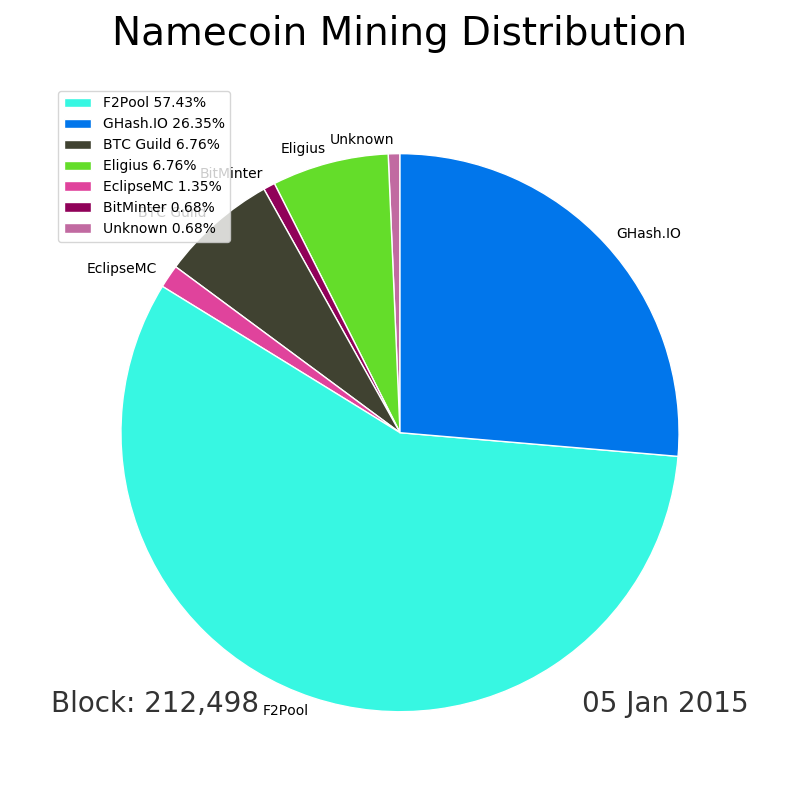 Namecoin Mining Distribution
F2Pool 57.43%
GHash.IO 26.35%
BTC Guild 6.76%
Eligius 6.76%
EclipseMC 1.35%
BitMinter 0.68%
Unknown 0.68%
Unknown
Eligius
BitMinter
BTC Guild
GHash.IO
EclipseMC
F2Pool
Block: 212,498
05 Jan 2015